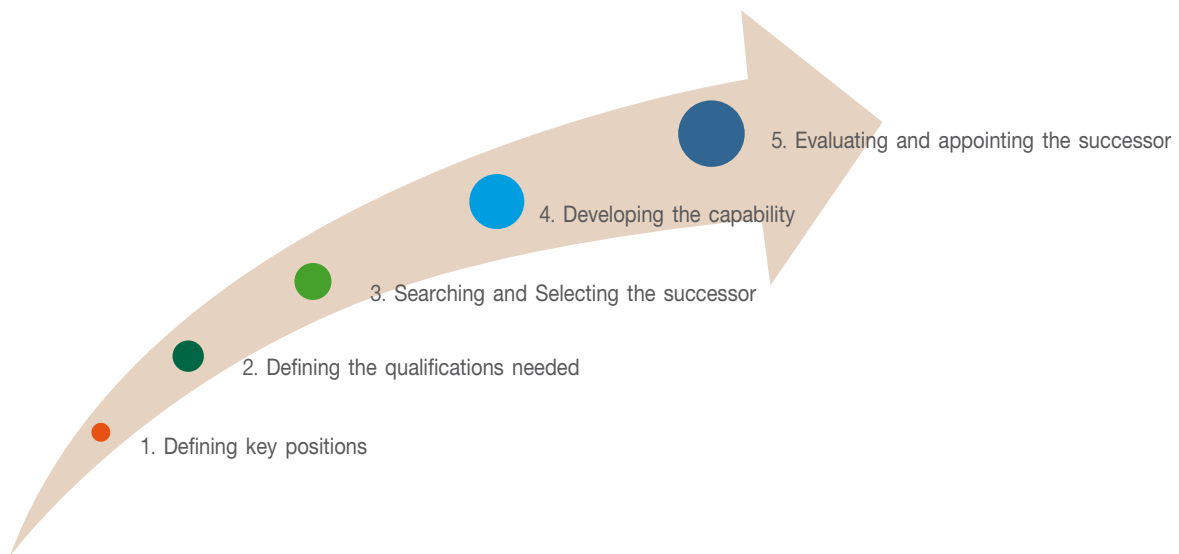 5. Evaluating and appointing the successor
4. Developing the capability
3. Searching and Selecting the successor
2. Defining the qualifications needed
1. Defining key positions